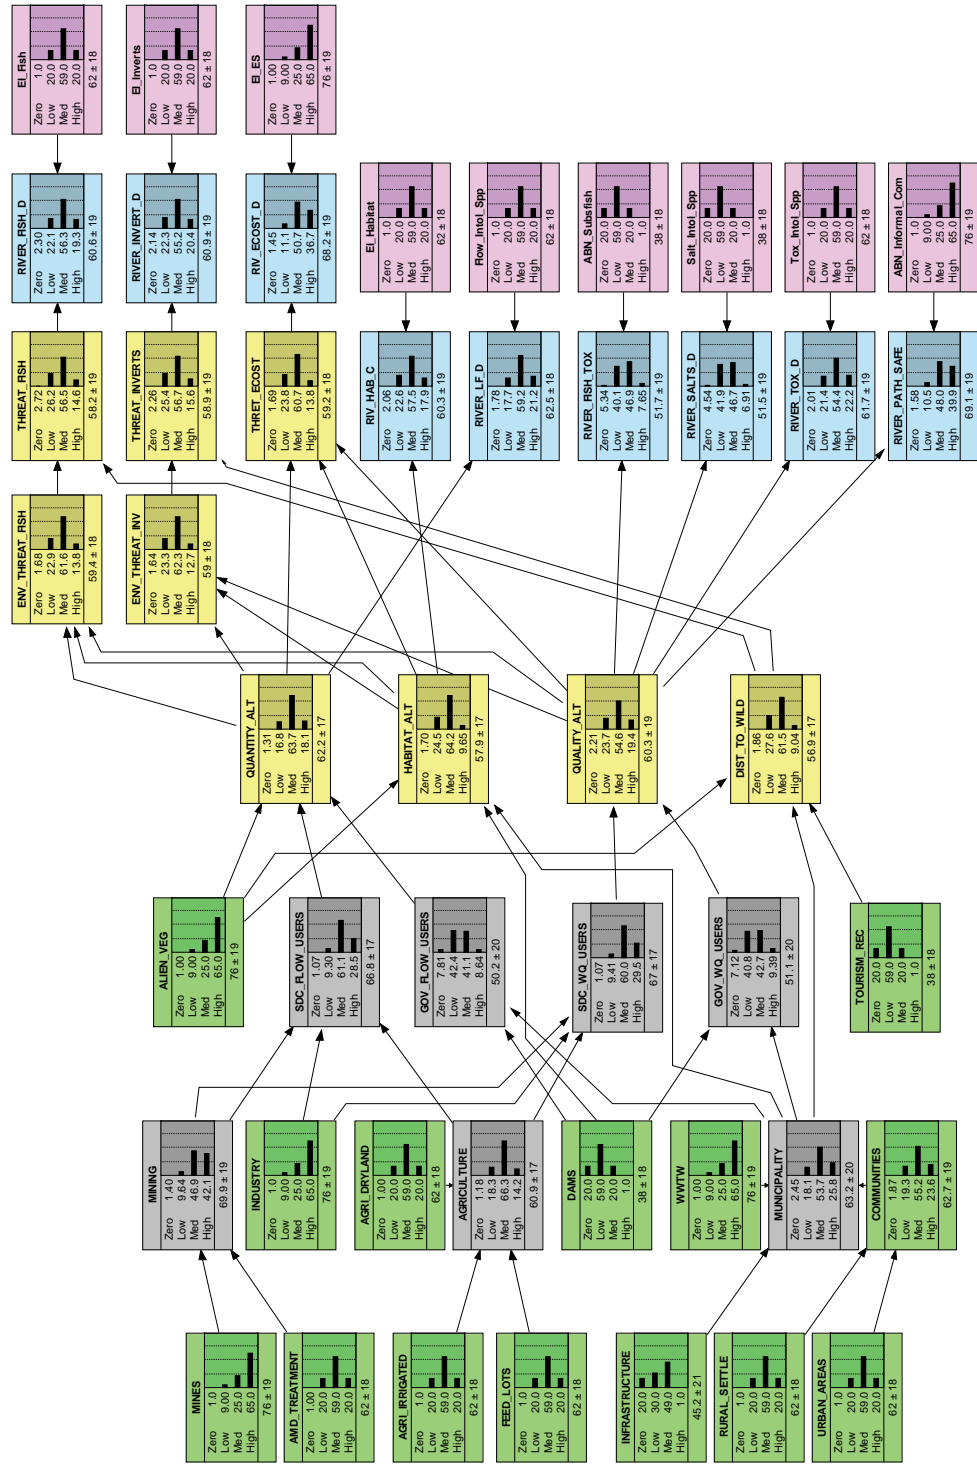 MINES
Zero 1.0
Low 9.00
Med 25.0
High 65.0
76 ± 19
AMD_TREATMENT
Zero 1.00
Low 20.0
Med 59.0
High 20.0
62 ± 18
AGRI_IRRIGATED
Zero 1.0
Low 20.0
Med 59.0
High 20.0
62 ± 18
FEED_LOTS
Zero 1.0
Low 20.0
Med 59.0
High 20.0
62 ± 18
INFRASTRUCTURE
Zero 20.0
Low 30.0
Med 49.0
High 1.0
45.2 ± 21
RURAL_SETTLE
Zero 1.0
Low 20.0
Med 59.0
High 20.0
62 ± 18
URBAN_AREAS
Zero 1.0
Low 20.0
Med 59.0
High 20.0
62 ± 18
MINING
Zero 1.40
Low 9.64
Med 46.9
High 42.1
69.9 ± 19
INDUSTRY
Zero 1.0
Low 9.00
Med 25.0
High 65.0
76 ± 19
AGRI_DRYLAND
Zero 1.00
Low 20.0
Med 59.0
High 20.0
62 ± 18
AGRICULTURE
Zero 1.18
Low 18.3
Med 66.3
High 14.2
60.9 ± 17
DAMS
Zero 20.0
Low 59.0
Med 20.0
High 1.0
38 ± 18
WWTW
Zero 1.00
Low 9.00
Med 25.0
High 65.0
76 ± 19
MUNICIPALITY
Zero 2.45
Low 18.1
Med 53.7
High 25.8
63.2 ± 20
COMMUNITIES
Zero 1.87
Low 19.3
Med 55.2
High 23.6
62.7 ± 19
ALIEN_VEG
Zero 1.00
Low 9.00
Med 25.0
High 65.0
76 ± 19
SDC_FLOW_USERS
Zero 1.07
Low 9.30
Med 61.1
High 28.5
66.8 ± 17
GOV_FLOW_USERS
Zero 7.81
Low 42.4
Med 41.1
High 8.64
50.2 ± 20
SDC_WQ_USERS
Zero 1.07
Low 9.41
Med 60.0
High 29.5
67 ± 17
GOV_WQ_USERS
Zero 7.12
Low 40.8
Med 42.7
High 9.39
51.1 ± 20
TOURISM_REC
Zero 20.0
Low 59.0
Med 20.0
High 1.0
38 ± 18
QUANTITY_ALT
Zero 1.31
Low 16.8
Med 63.7
High 18.1
62.2 ± 17
HABITAT_ALT
Zero 1.70
Low 24.5
Med 64.2
High 9.65
57.9 ± 17
QUALITY_ALT
Zero 2.21
Low 23.7
Med 54.6
High 19.4
60.3 ± 19
DIST_TO_WILD
Zero 1.86
Low 27.6
Med 61.5
High 9.04
56.9 ± 17
ENV_THREAT_FISH
Zero 1.68
Low 22.9
Med 61.6
High 13.8
59.4 ± 18
ENV_THREAT_INV
Zero 1.64
Low 23.3
Med 62.3
High 12.7
59 ± 18
THREAT_FISH
Zero 2.72
Low 26.2
Med 56.5
High 14.6
58.2 ± 19
THREAT_INVERTS
Zero 2.26
Low 25.4
Med 56.7
High 15.6
58.9 ± 19
THRET_ECOST
Zero 1.69
Low 23.8
Med 60.7
High 13.8
59.2 ± 18
RIV_HAB_C
Zero 2.06
Low 22.6
Med 57.5
High 17.9
60.3 ± 19
RIVER_LF_D
Zero 1.78
Low 17.7
Med 59.2
High 21.2
62.5 ± 18
RIVER_FISH_TOX
Zero 5.34
Low 40.1
Med 46.9
High 7.65
51.7 ± 19
RIVER_SALTS_D
Zero 4.54
Low 41.9
Med 46.7
High 6.91
51.5 ± 19
RIVER_TOX_D
Zero 2.01
Low 21.4
Med 54.4
High 22.2
61.7 ± 19
RIVER_PATH_SAFE
Zero 1.58
Low 10.5
Med 48.0
High 39.9
69.1 ± 19
RIVER_FISH_D
Zero 2.30
Low 22.1
Med 56.3
High 19.3
60.6 ± 19
RIVER_INVERT_D
Zero 2.14
Low 22.3
Med 55.2
High 20.4
60.9 ± 19
RIV_ECOST_D
Zero 1.45
Low 11.1
Med 50.7
High 36.7
68.2 ± 19
EI_Habitat
Zero 1.0
Low 20.0
Med 59.0
High 20.0
62 ± 18
Flow_Intol_Spp
Zero 1.0
Low 20.0
Med 59.0
High 20.0
62 ± 18
ABN_Subsfish
Zero 20.0
Low 59.0
Med 20.0
High 1.0
38 ± 18
Salt_Intol_Spp
Zero 20.0
Low 59.0
Med 20.0
High 1.0
38 ± 18
Tox_Intol_Spp
Zero 1.0
Low 20.0
Med 59.0
High 20.0
62 ± 18
ABN_Informal_Com
Zero 1.0
Low 9.00
Med 25.0
High 65.0
76 ± 19
EI_Fish
Zero 1.0
Low 20.0
Med 59.0
High 20.0
62 ± 18
EI_Inverts
Zero 1.0
Low 20.0
Med 59.0
High 20.0
62 ± 18
EI_ES
Zero 1.00
Low 9.00
Med 25.0
High 65.0
76 ± 19